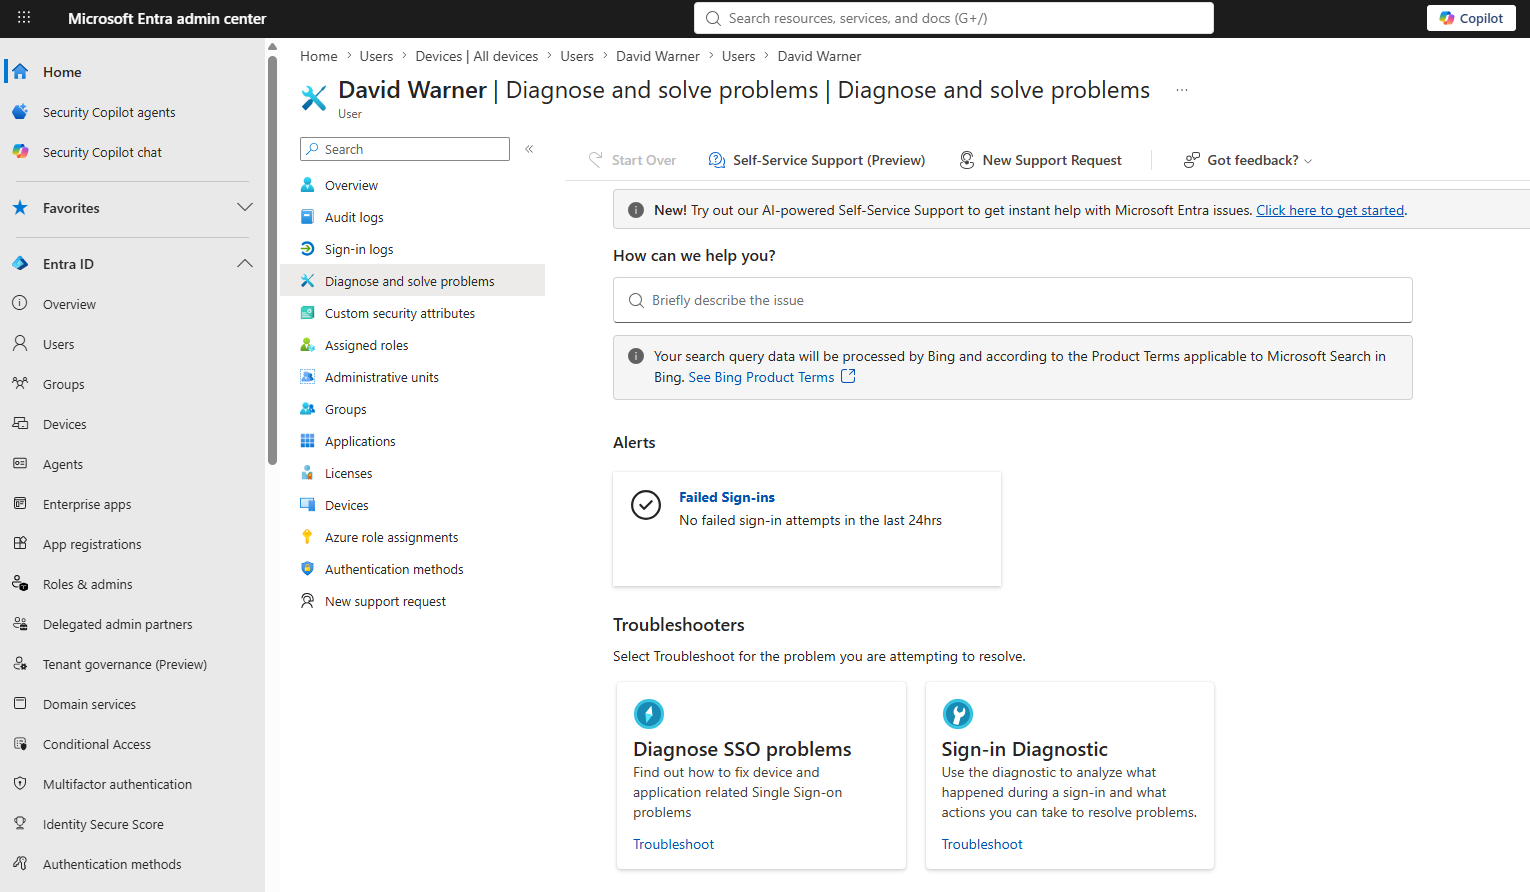 Microsoft Entra admin center
Search resources, services, and docs (G+/)
Copilot
Home
Security Copilot agents
Security Copilot chat
Favorites
Entra ID
Overview
Users
Groups
Devices
Agents
Enterprise apps
App registrations
Roles & admins
Delegated admin partners
Tenant governance (Preview)
Domain services
Conditional Access
Multifactor authentication
Identity Secure Score
Authentication methods
Home > Users > Devices | All devices > Users > David Warner > Users > David Warner
David Warner | Diagnose and solve problems | Diagnose and solve problems ...
User
Search «
Overview
Audit logs
Sign-in logs
Diagnose and solve problems
Custom security attributes
Assigned roles
Administrative units
Groups
Applications
Licenses
Devices
Azure role assignments
Authentication methods
New support request
Start Over Self-Service Support (Preview) New Support Request Got feedback?
New! Try out our AI-powered Self-Service Support to get instant help with Microsoft Entra issues. Click here to get started.
How can we help you?
Briefly describe the issue
Your search query data will be processed by Bing and according to the Product Terms applicable to Microsoft Search in
Bing. See Bing Product Terms
Alerts
Failed Sign-ins
No failed sign-in attempts in the last 24hrs
Troubleshooters
Select Troubleshoot for the problem you are attempting to resolve.
Diagnose SSO problems
Find out how to fix device and
application related Single Sign-on
problems
Troubleshoot
Sign-in Diagnostic
Use the diagnostic to analyze what
happened during a sign-in and what
actions you can take to resolve problems.
Troubleshoot